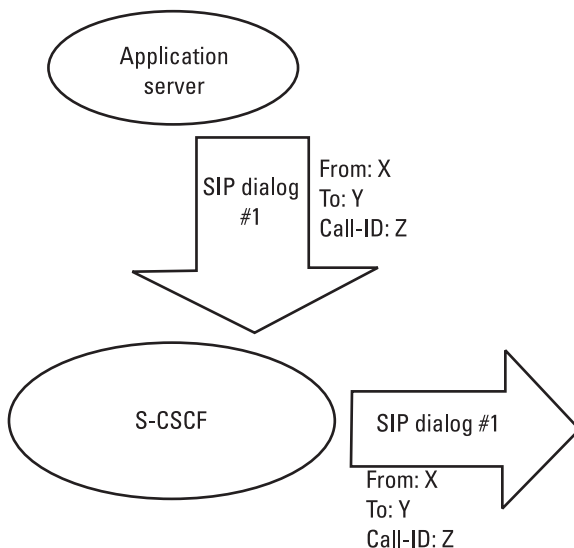 Application
server
SIP dialog
#1
From: X
To: Y
Call-ID: Z
S-CSCF
SIP dialog #1
From: X
To: Y
Call-ID: Z